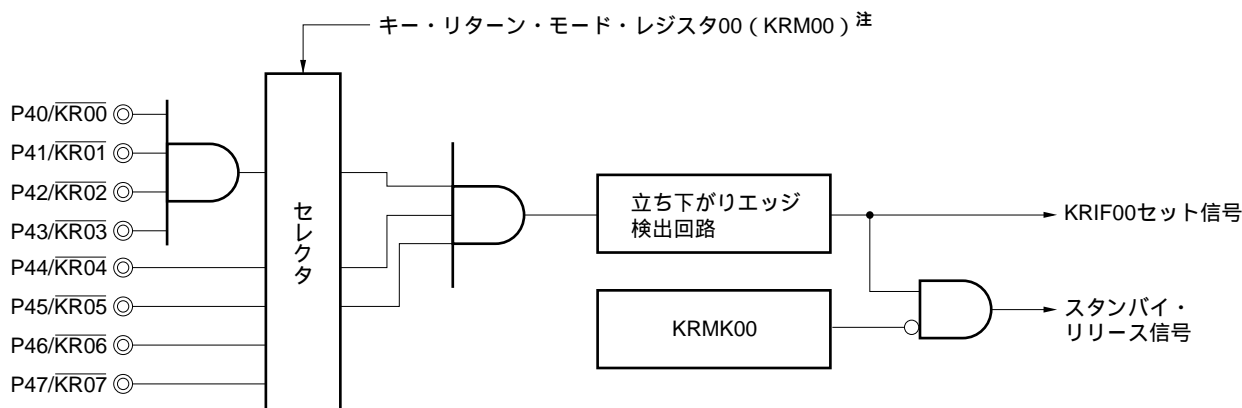 キー・リターン・モード・レジスタ00（KRM00）注
P40/KR00
P41/KR01
P42/KR02
P43/KR03
P44/KR04
P45/KR05
P46/KR06
P47/KR07
セレクタ
立ち下がりエッジ
検出回路
KRMK00
KRIF00セット信号
スタンバイ・
リリース信号